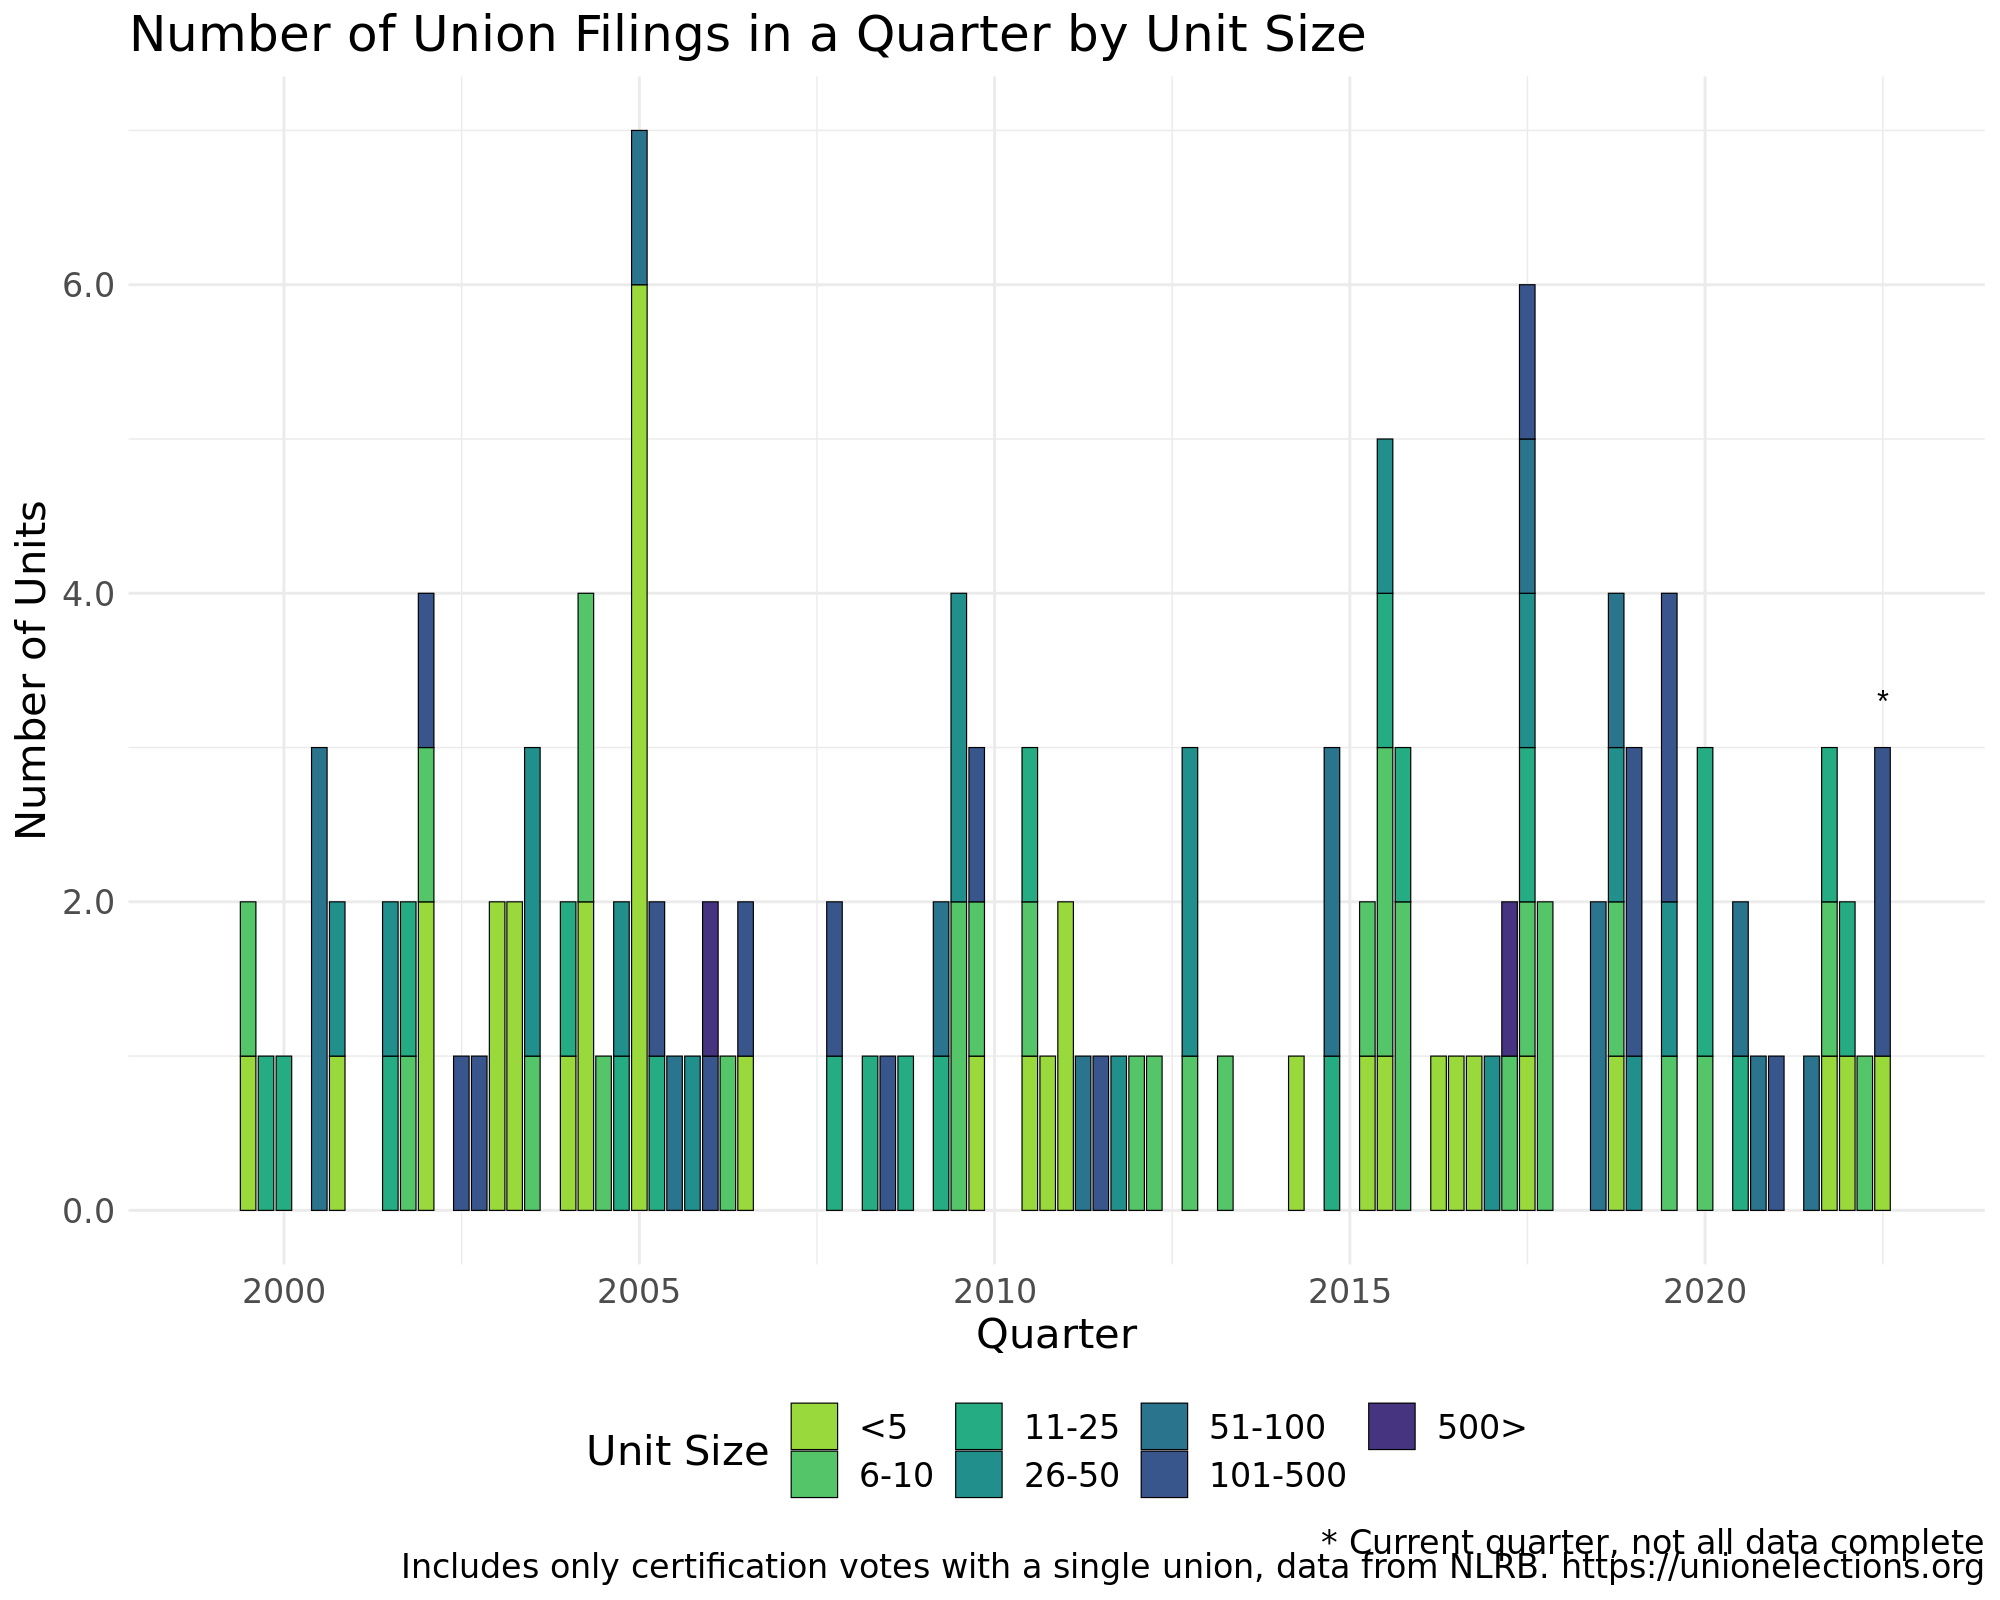 Number of Union Filings in a Quarter by Unit Size
Number of Units
6.0
4.0
2.0
0.0
*
2000 2005 2010 2015 2020
Quarter
Unit Size
<5 11-25 51-100 500>
6-10 26-50 101-500
* Current quarter, not all data complete
Includes only certification votes with a single union, data from NLRB. https://unionelections.org